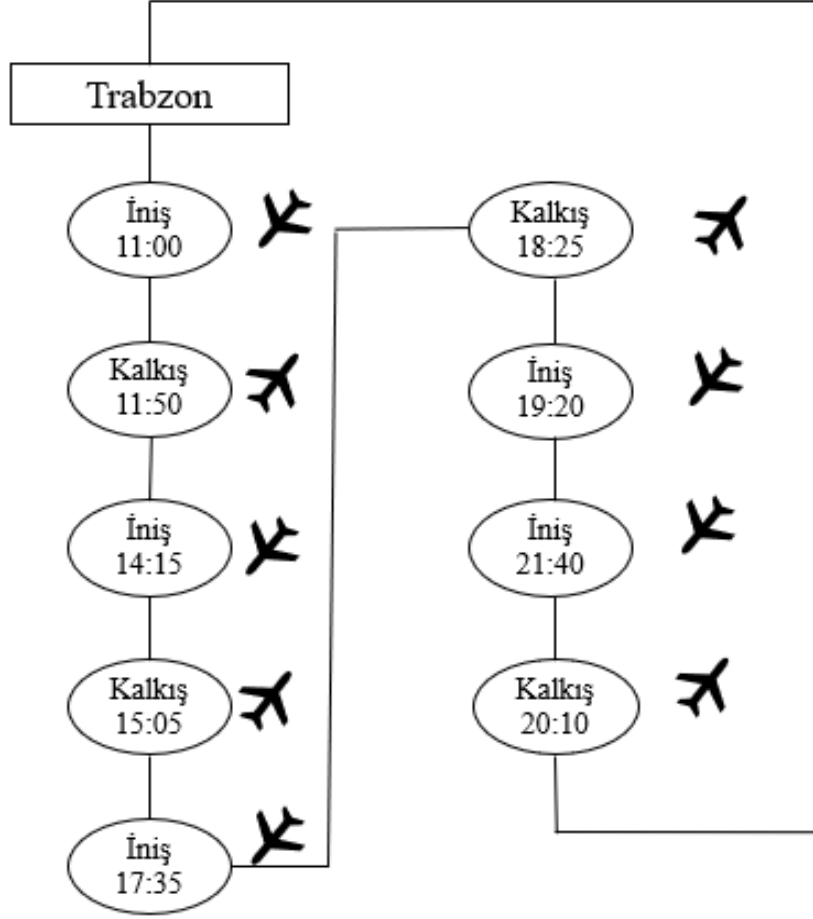 Trabzon
İniş
11:00
Kalkış
11:50
İniş
14:15
Kalkış
15:05
İniş
17:35
Kalkış
18:25
İniş
19:20
İniş
21:40
Kalkış
20:10